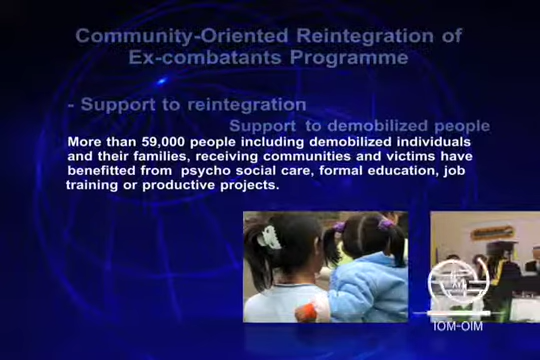 Community-Oriented Reintegration of
Ex-combatants Programme
- Support to reintegration
Support to demobilized people
More than 59,000 people including demobilized individuals
and their families, receiving communities and victims have
benefitted from psycho social care, formal education, job
training or productive projects.
IOM-OIM